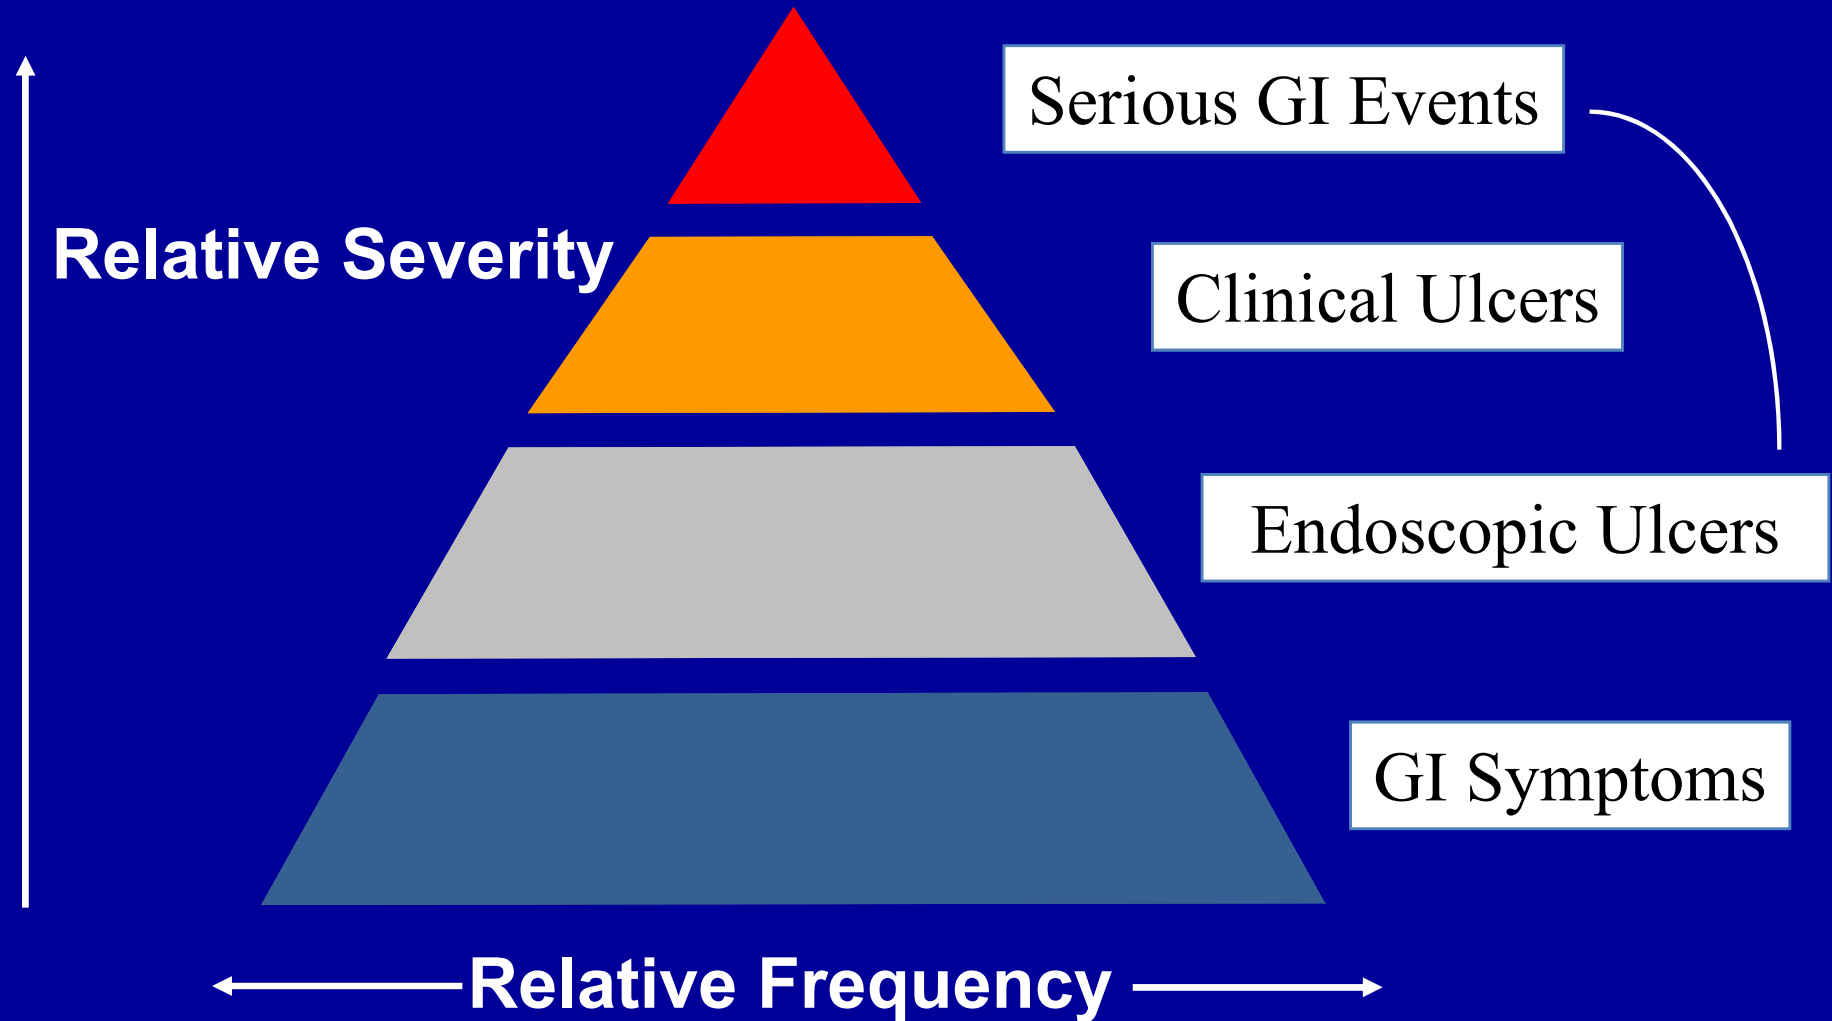 Serious GI Events
Relative Severity
Clinical Ulcers
Endoscopic Ulcers
GI Symptoms
Relative Frequency